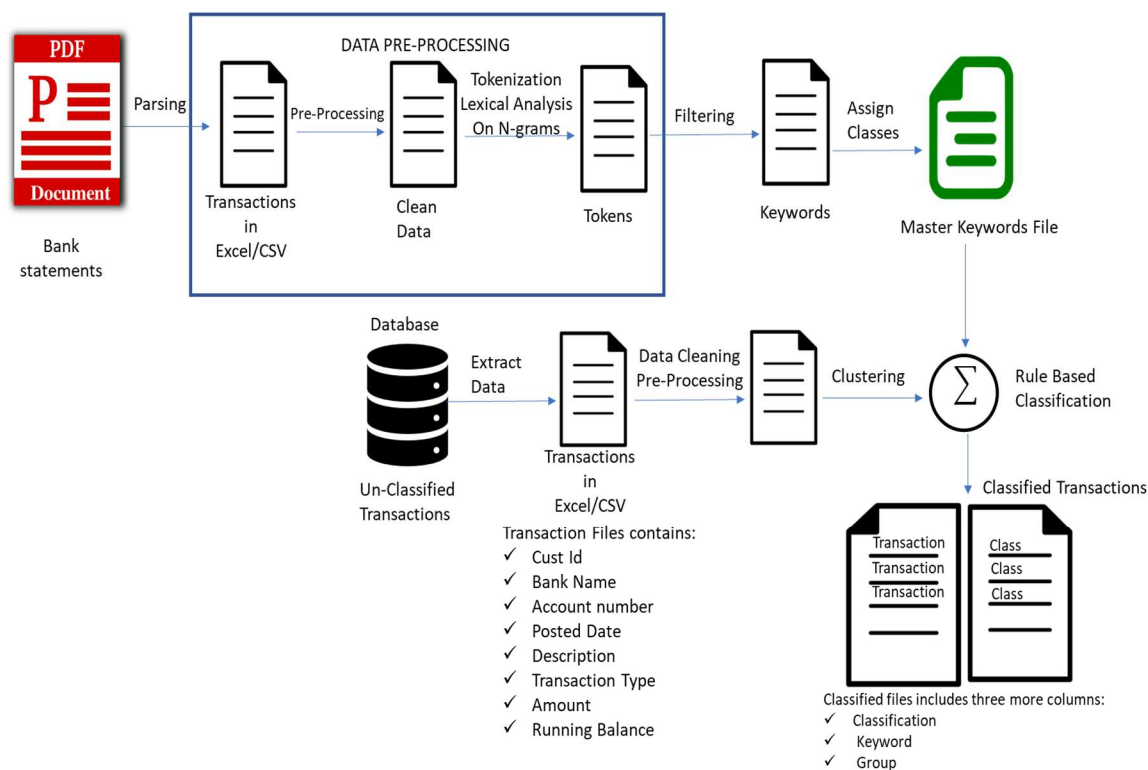 PDF
P
Document
Bank
statements
Parsing
DATA PRE-PROCESSING
Transactions
in
Excel/CSV
Pre-Processing
Clean
Data
Tokenization
Lexical Analysis
On N-grams
Tokens
Filtering
Keywords
Assign
Classes
Master Keywords File
Database
Un-Classified
Transactions
Extract
Data
Transactions
in
Excel/CSV
Data Cleaning
Pre-Processing
Clustering
Σ
Rule Based
Classification
Transaction Files contains:
✓ Cust Id
✓ Bank Name
✓ Account number
✓ Posted Date
✓ Description
✓ Transaction Type
✓ Amount
✓ Running Balance
Classified Transactions
Transaction
Transaction
Transaction
Class
Class
Class
Classified files includes three more columns:
✓ Classification
✓ Keyword
✓ Group